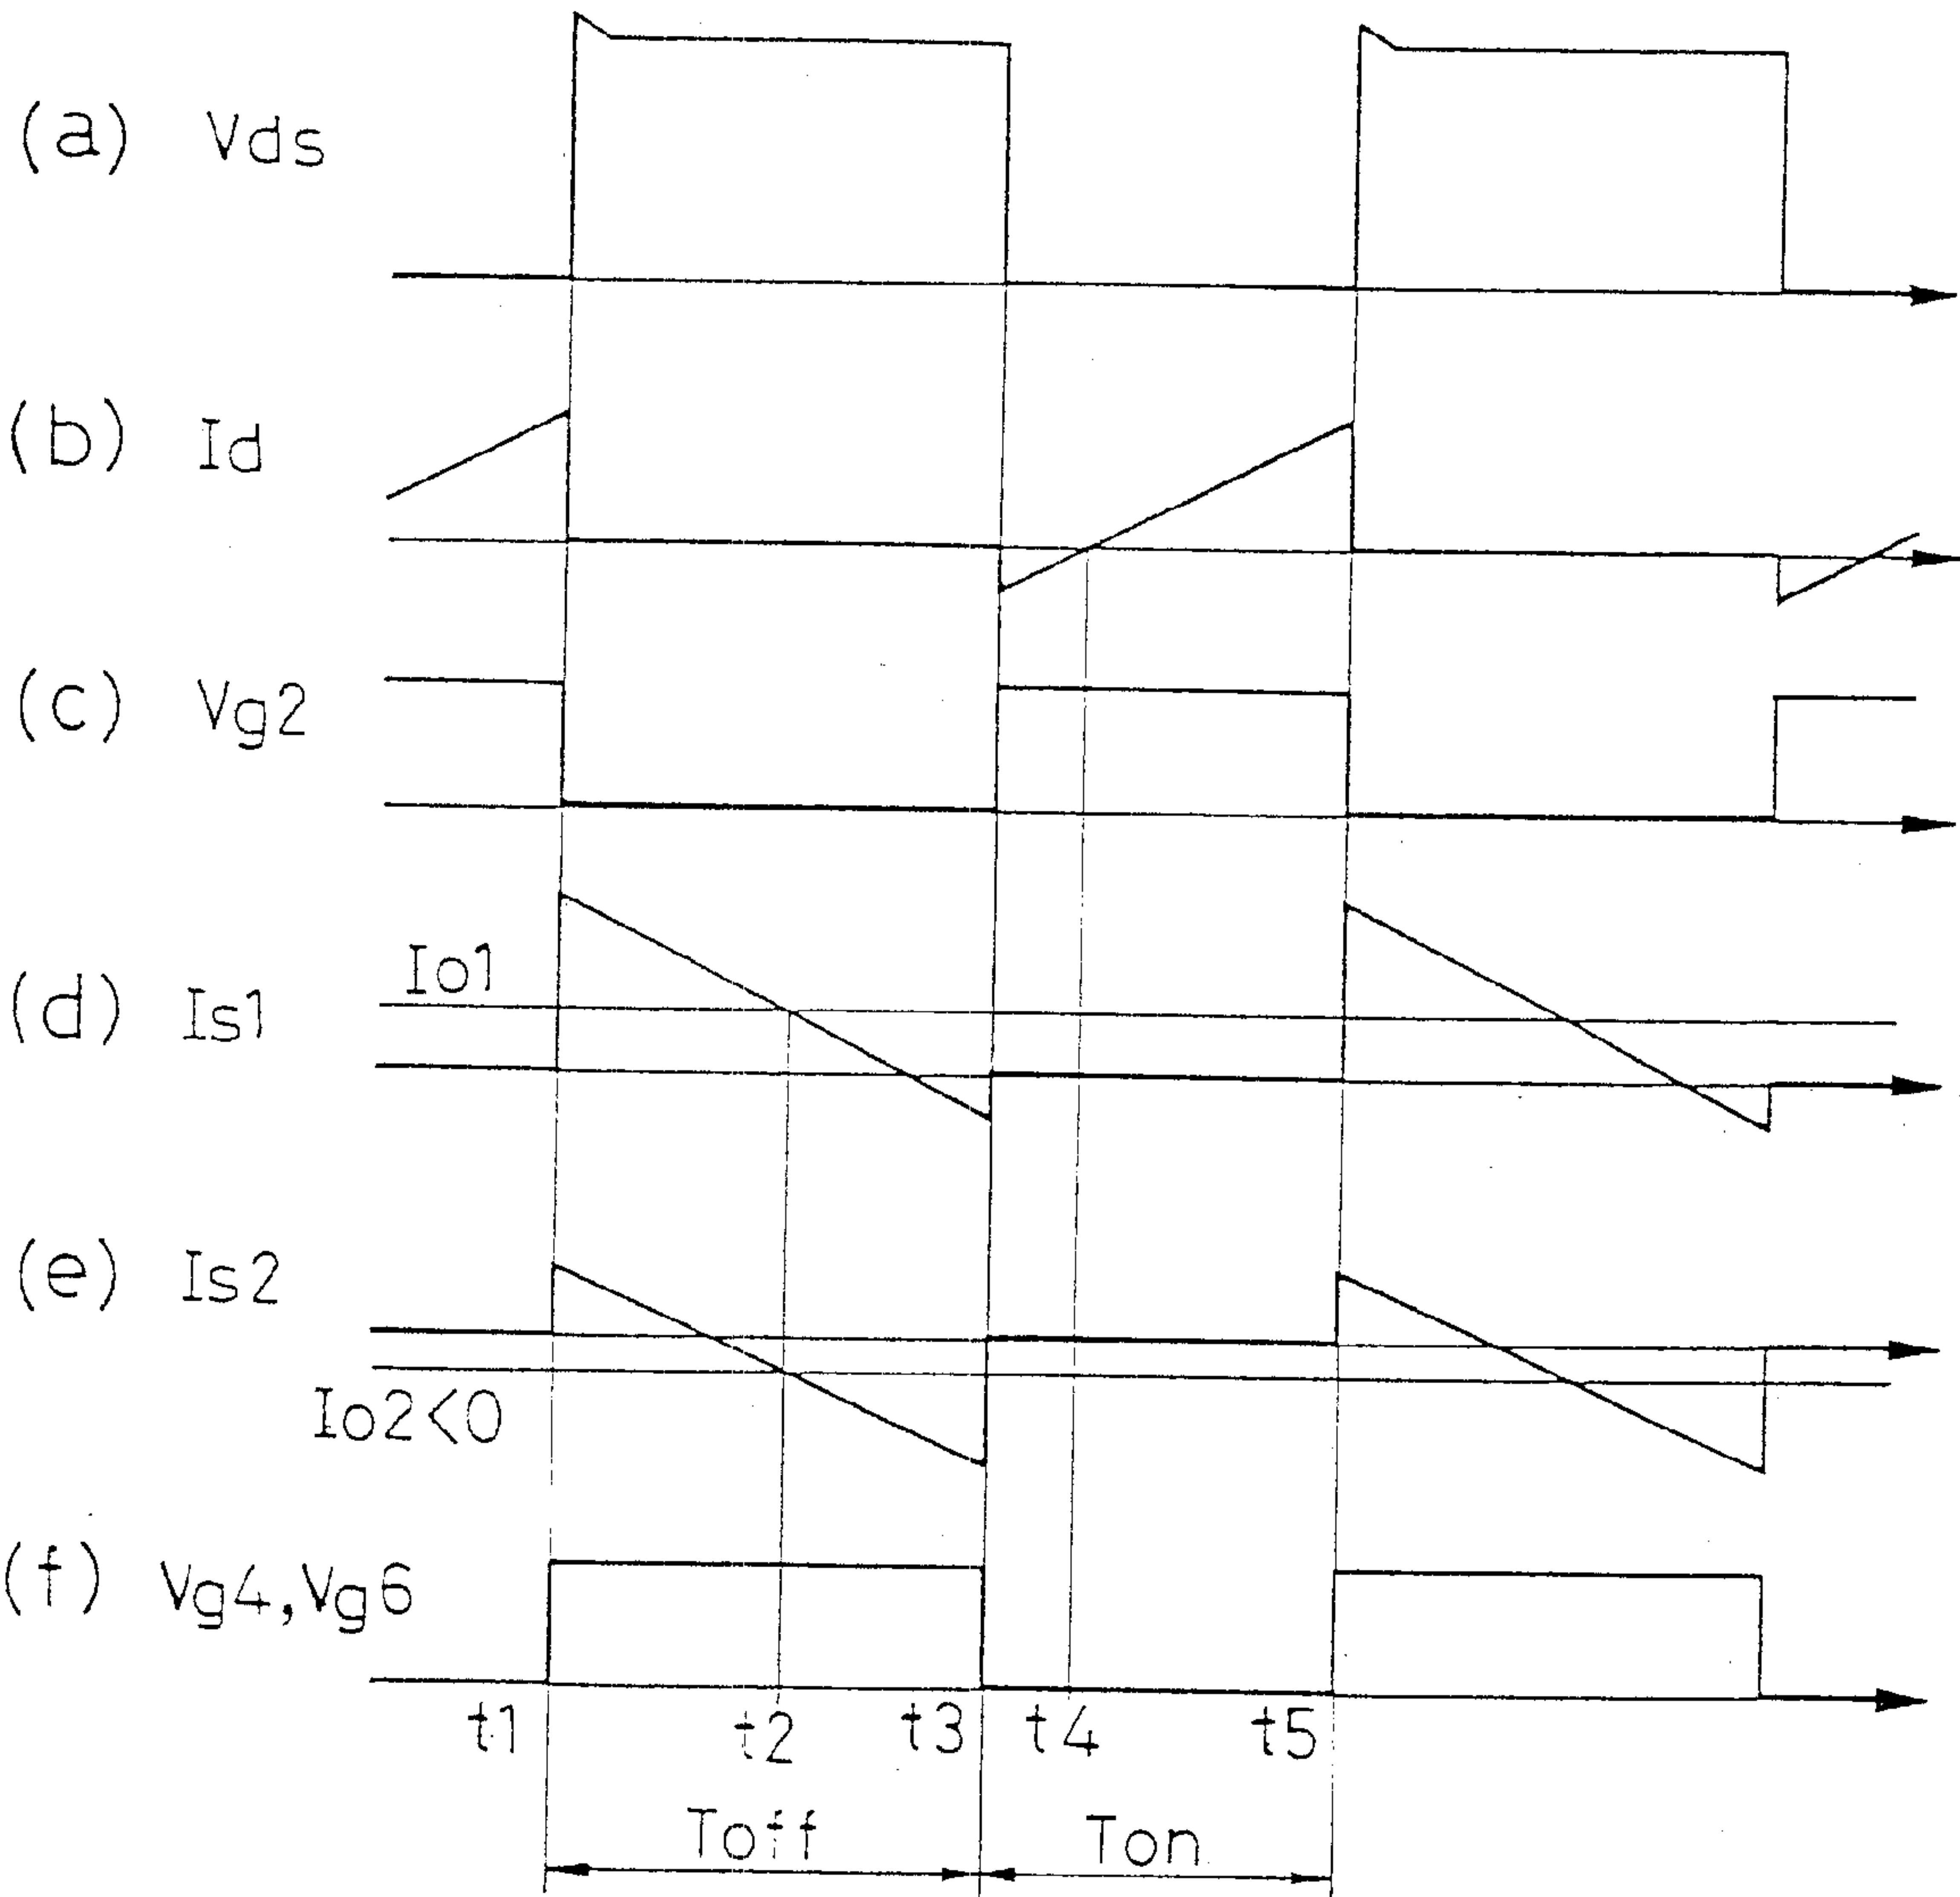 (a) Vds
(b) Id
(c) Vg2
Io1
(d) Is1
(e) Is2
Io2<0
(f) Vg4,Vg6
t1 t2 t3 t4 t5
Toff Ton